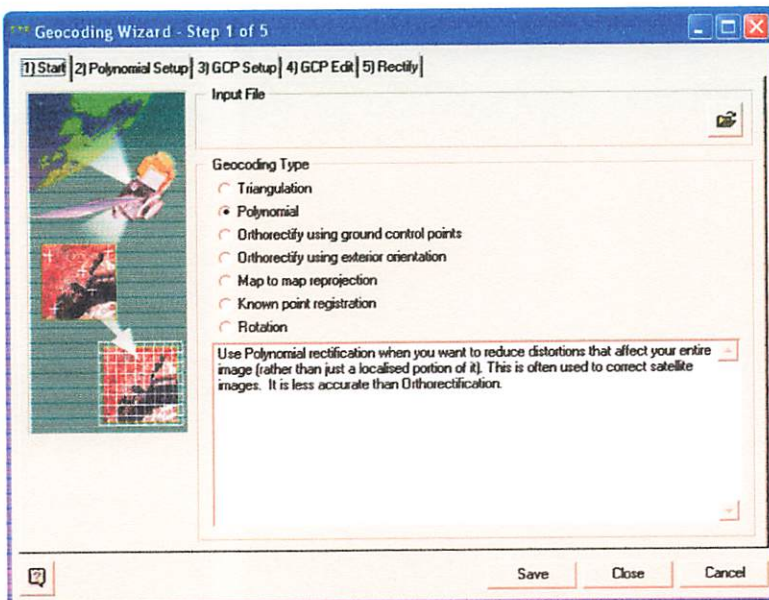 Geocoding Wizard - Step 1 of 5
1) Start 2) Polynomial Setup 3) GCP Setup 4) GCP Edit 5) Rectify
Input File
Geocoding Type
Triangulation
Polynomial
Orthorectify using ground control points
Orthorectify using exterior orientation
Map to map reprojection
Known point registration
Rotation
Use Polynomial rectification when you want to reduce distortions that affect your entire
image (rather than just a localised portion of it). This is often used to correct satellite
images. It is less accurate than Orthorectification.
Save Close Cancel